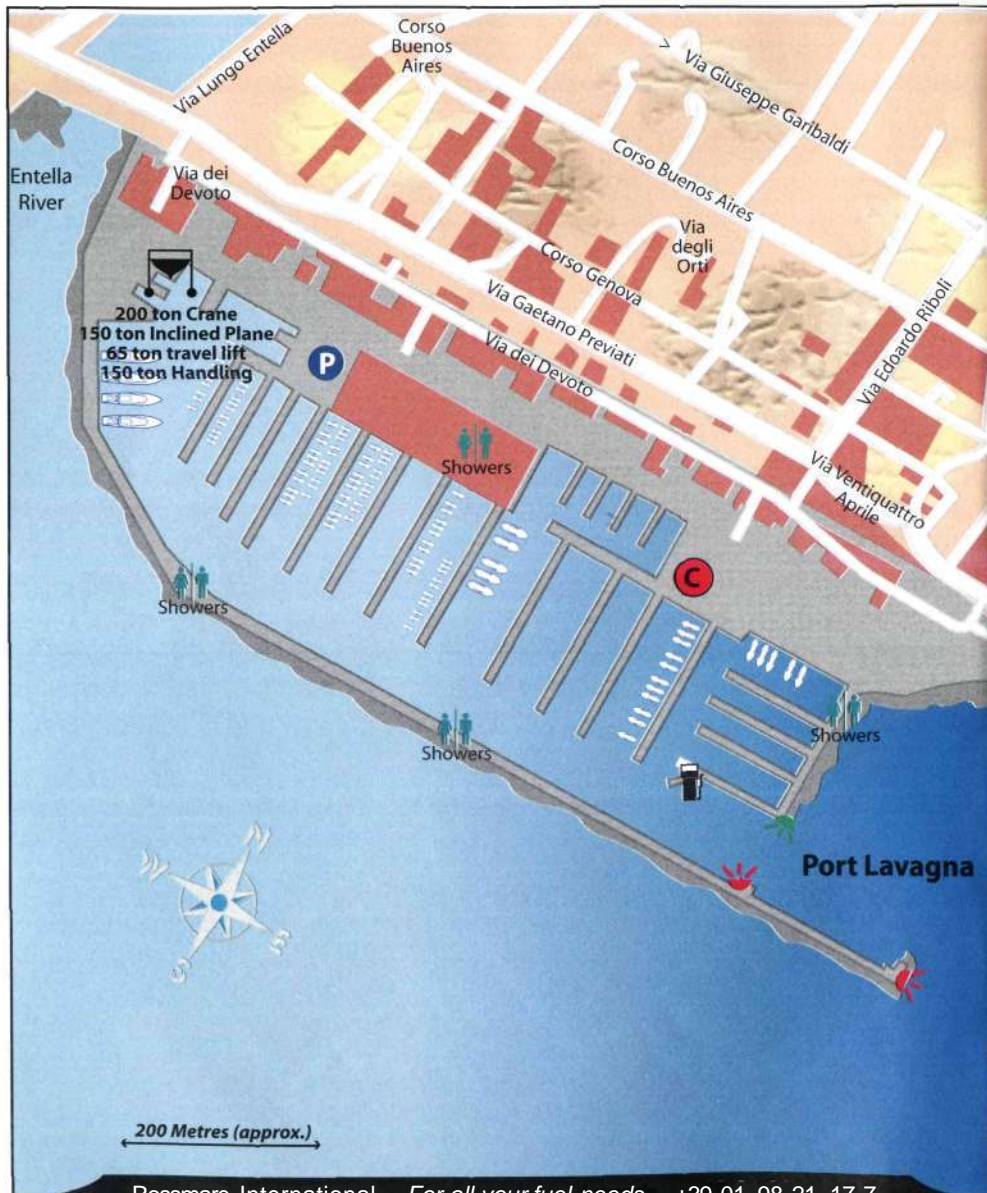 Corso
Buenos
Aires
Via Lungo Entella
>
Via Giuseppe Garibaldi
Entella
River
Via dei
Devoto
Corso Buenos Aires
Via
degli
Orti
Corso Genova
Via Gaetano Previati
Via dei Devoto
Via Edoardo Riboli
200 ton Crane
150 ton Inclined Plane
65 ton travel lift
150 ton Handling
P
Showers
Via Ventiquattro
Aprile
C
Showers
Showers
Showers
Port Lavagna
N
W
E
S
200 Metres (approx.)